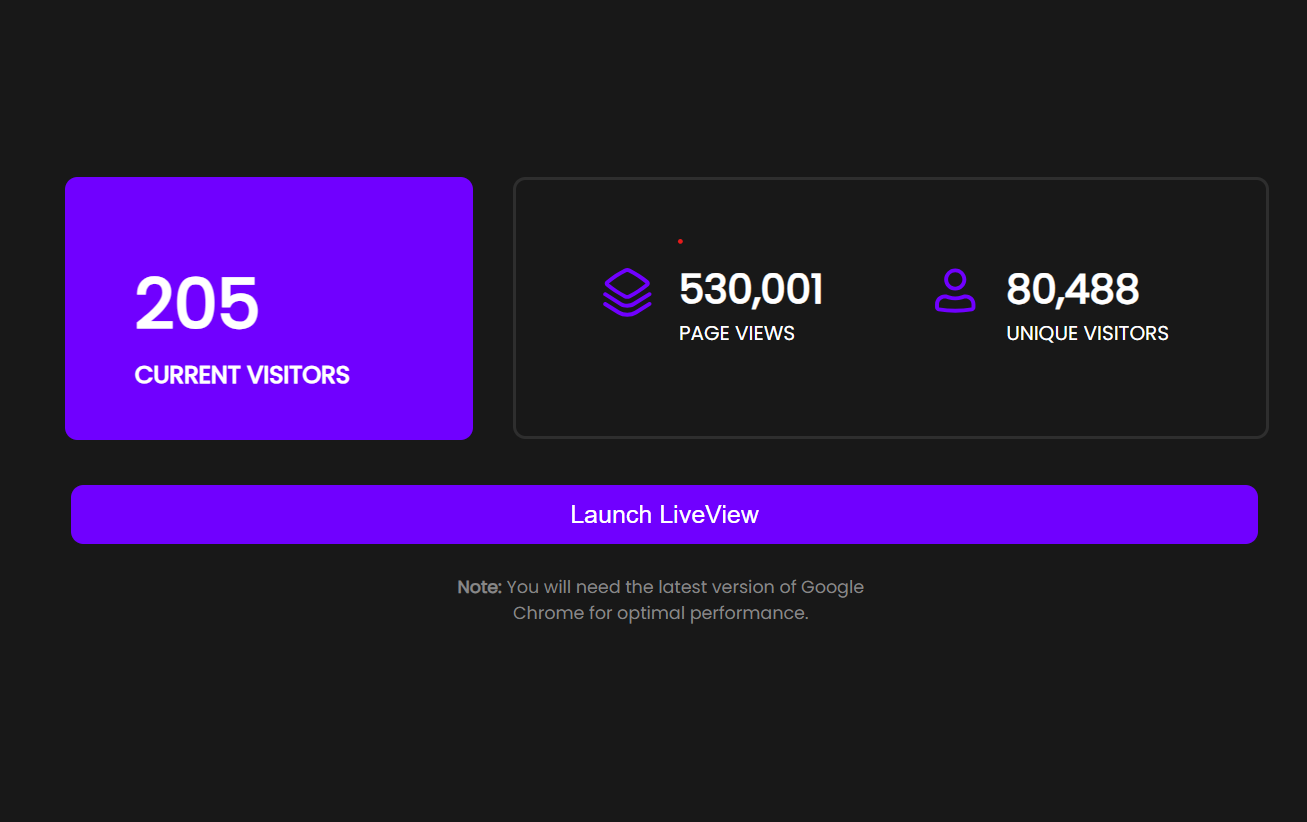 205
CURRENT VISITORS
530,001
PAGE VIEWS
80,488
UNIQUE VISITORS
Launch LiveView
Note: You will need the latest version of Google
Chrome for optimal performance.